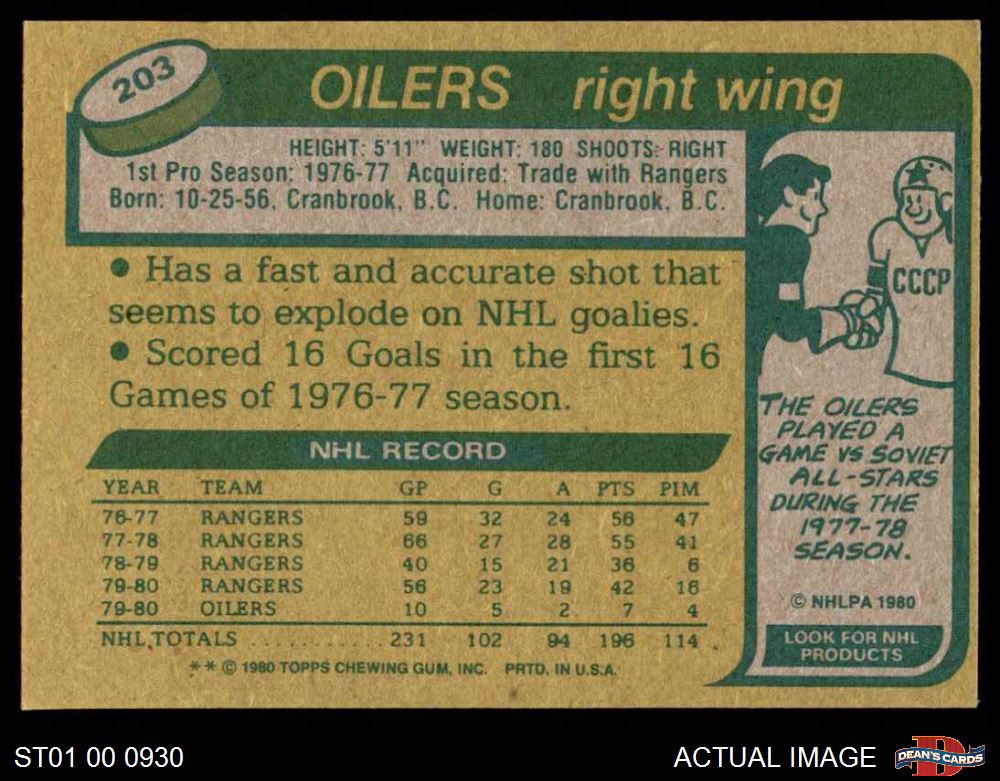 203
OILERS right wing
HEIGHT: 5'11" WEIGHT: 180 SHOOTS: RIGHT
1st Pro Season: 1976-77 Acquired: Trade with Rangers
Born: 10-25-56, Cranbrook, B.C. Home: Cranbrook, B.C.
• Has a fast and accurate shot that
seems to explode on NHL goalies.
• Scored 16 Goals in the first 16
Games of 1976-77 season.
NHL RECORD
YEAR TEAM GP G A PTS PIM
76-77 RANGERS 59 32 24 56 47
77-78 RANGERS 66 27 28 55 41
78-79 RANGERS 40 15 21 36 6
79-80 RANGERS 56 23 19 42 16
79-80 OILERS 10 5 2 7 4
NHL TOTALS ............... 231 102 94 196 114
** © 1980 TOPPS CHEWING GUM, INC. PRTD. IN U.S.A.
CCCP
THE OILERS
PLAYED A
GAME VS SOVIET
ALL-STARS
DURING THE
1977-78
SEASON.
© NHLPA 1980
LOOK FOR NHL
PRODUCTS
ST01 00 0930
ACTUAL IMAGE
D
DEAN'S CARDS